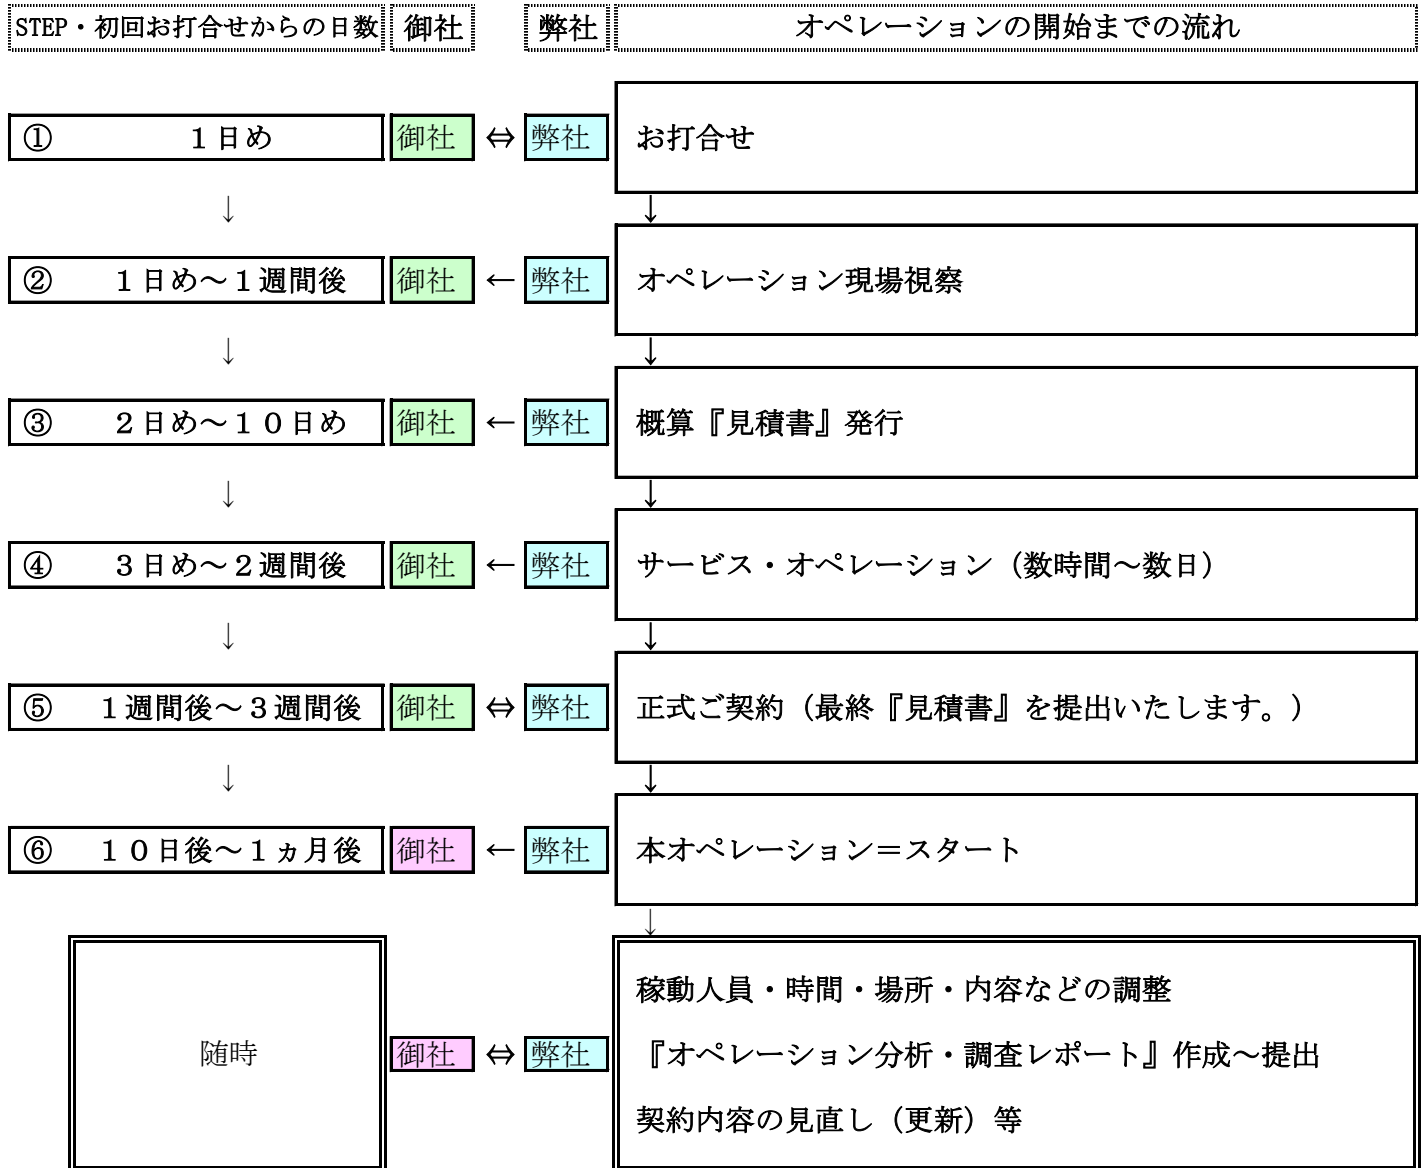 STEP・初回お打合せからの日数 御社 弊社 オペレーションの開始までの流れ
① １日め 御社 ⇔ 弊社 お打合せ
↓ ↓
② １日め～１週間後 御社 ← 弊社 オペレーション現場視察
↓ ↓
③ ２日め～１０日め 御社 ← 弊社 概算『見積書』発行
↓ ↓
④ ３日め～２週間後 御社 ← 弊社 サービス・オペレーション（数時間～数日）
↓ ↓
⑤ １週間後～３週間後 御社 ⇔ 弊社 正式ご契約（最終『見積書』を提出いたします。）
↓ ↓
⑥ １０日後～１ヵ月後 御社 ← 弊社 本オペレーション＝スタート
↓
稼動人員・時間・場所・内容などの調整
随時 御社 ⇔ 弊社 『オペレーション分析・調査レポート』作成～提出
契約内容の見直し（更新）等